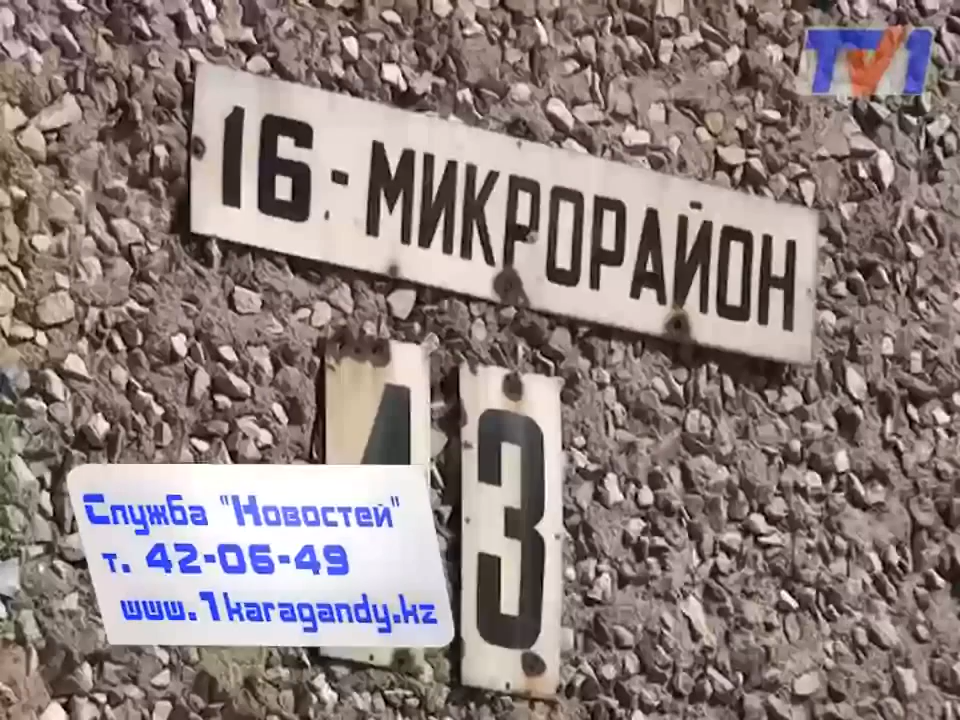 TV1
16-МИКРОРАЙОН
3
Служба "Новостей"
т. 42-06-49
www.1karagandy.kz